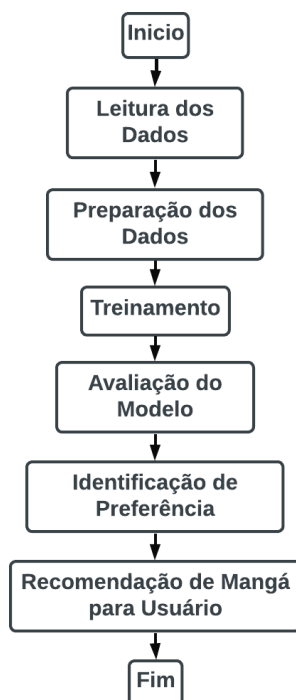 Inicio
Leitura dos
Dados
Preparação dos
Dados
Treinamento
Avaliação do
Modelo
Identificação de
Preferência
Recomendação de Mangá
para Usuário
Fim